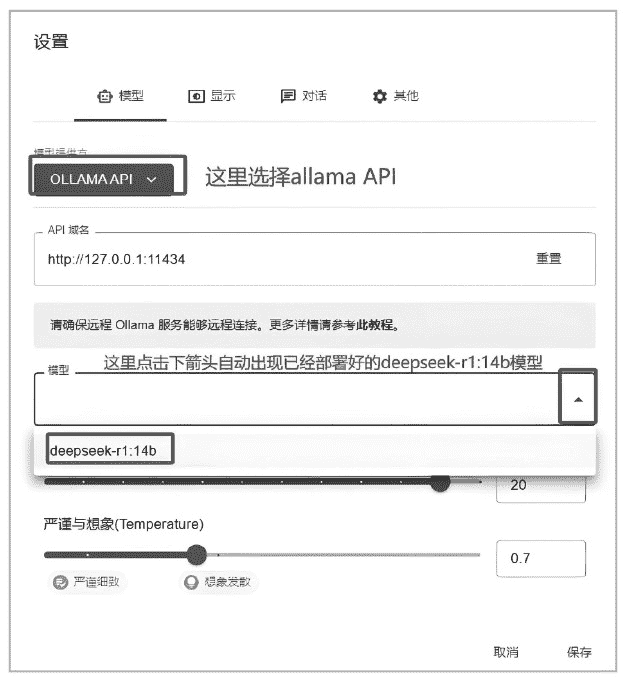 设置
模型 显示 对话 其他
模型提供方
OLLAMA API 这里选择allama API
API 域名
http://127.0.0.1:11434 重置
请确保远程 Ollama 服务能够远程连接。更多详情请参考此教程。
这里点击下箭头自动出现已经部署好的deepseek-r1:14b模型
模型
deepseek-r1:14b
20
严谨与想象(Temperature)
0.7
严谨细致 想象发散
取消 保存